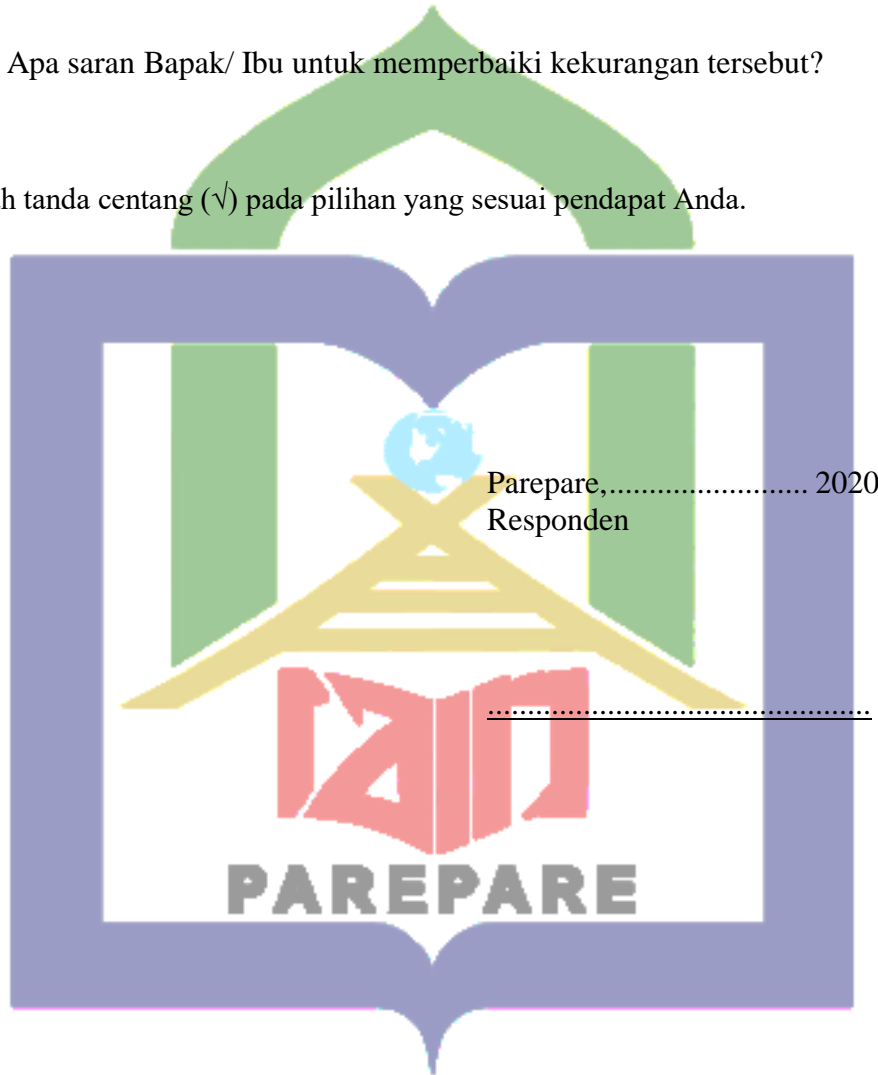 Apa saran Bapak/ Ibu untuk memperbaiki kekurangan tersebut?
h tanda centang (√) pada pilihan yang sesuai pendapat Anda.
Parepare,......................... 2020
Responden
................................................
iain
PAREPARE